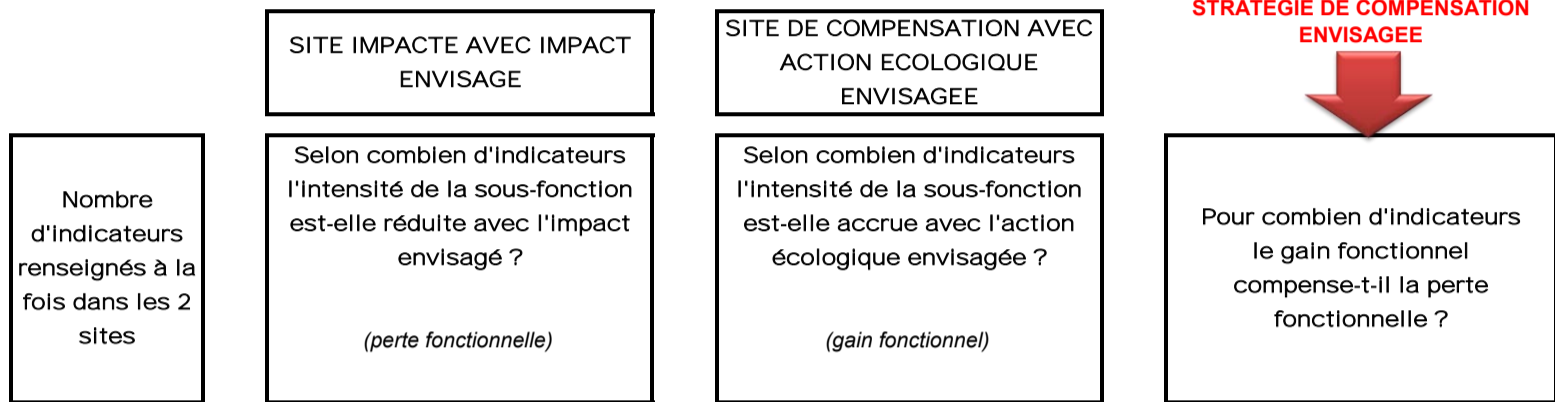 SITE IMPACTE AVEC IMPACT
ENVISAGE
SITE DE COMPENSATION AVEC
ACTION ECOLOGIQUE
ENVISAGEE
STRATEGIE DE COMPENSATION
ENVISAGEE
Nombre
d'indicateurs
renseignés à la
fois dans les 2
sites
Selon combien d'indicateurs
l'intensité de la sous-fonction
est-elle réduite avec l'impact
envisagé ?
(perte fonctionnelle)
Selon combien d'indicateurs
l'intensité de la sous-fonction
est-elle accrue avec l'action
écologique envisagée ?
(gain fonctionnel)
Pour combien d'indicateurs
le gain fonctionnel
compense-t-il la perte
fonctionnelle ?